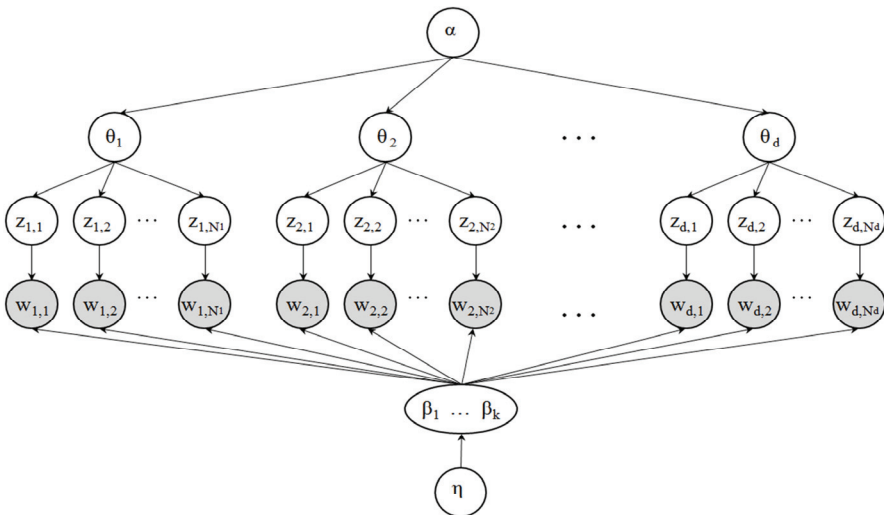 α
θ1 θ2 ... θd
z1,1 z1,2 ... z1,N1 z2,1 z2,2 ... z2,N2 ... zd,1 zd,2 ... zd,Nd
w1,1 w1,2 ... w1,N1 w2,1 w2,2 ... w2,N2 ... wd,1 wd,2 ... wd,Nd
β1 ... βk
η